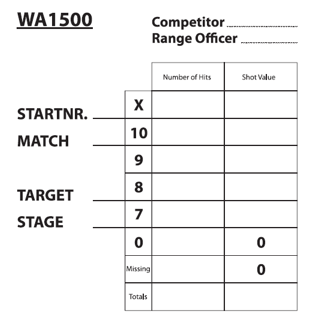 WA1500
Competitor
Range Officer
Number of Hits Shot Value
STARTNR.
MATCH
TARGET
STAGE
X
10
9
8
7
0 0
Missing 0
Totals